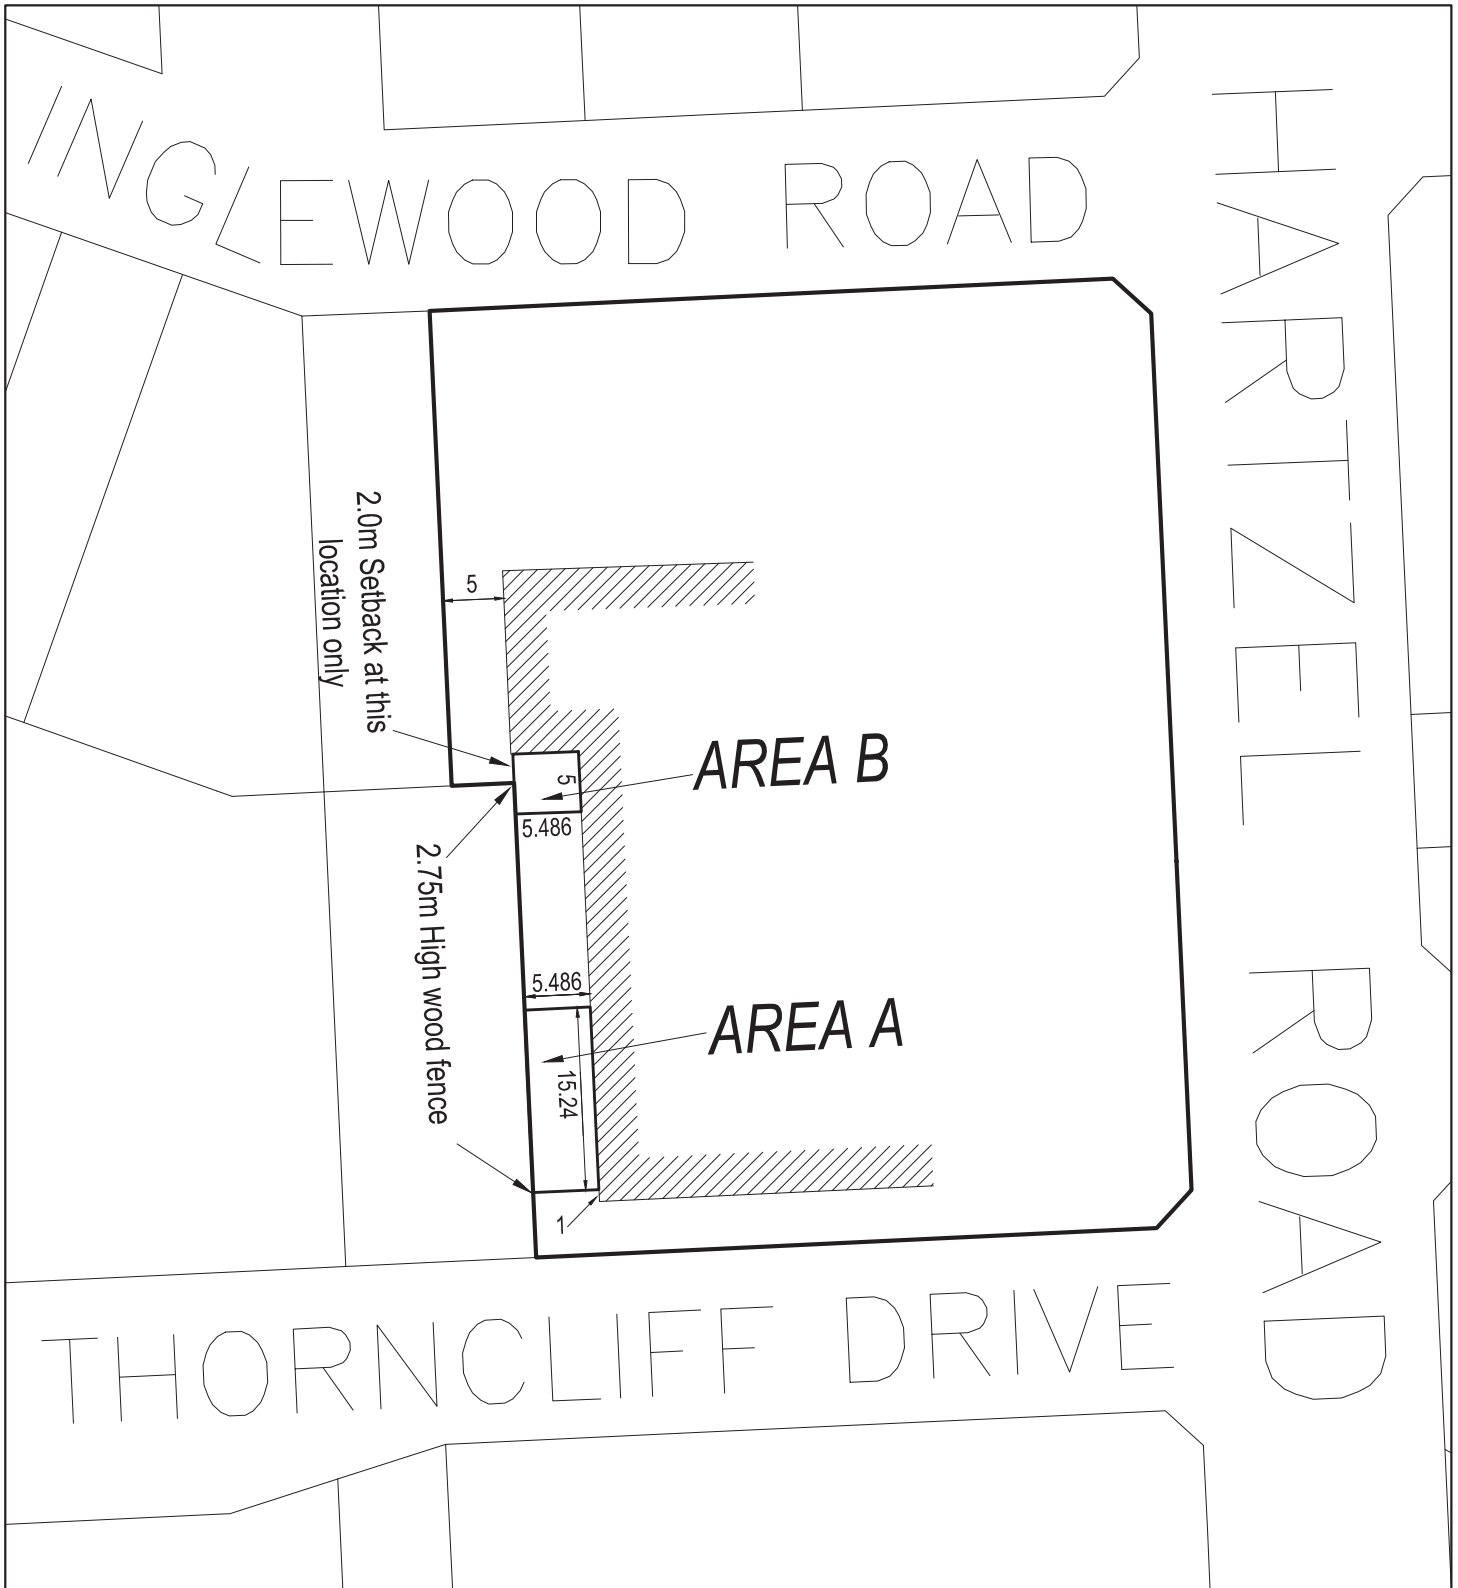 INGLEWOOD ROAD
HARTZEL ROAD
2.0m Setback at this
location only
5
AREA B
5
5.486
2.75m High wood fence
5.486
AREA A
15.24
1
THORNCLIFF DRIVE